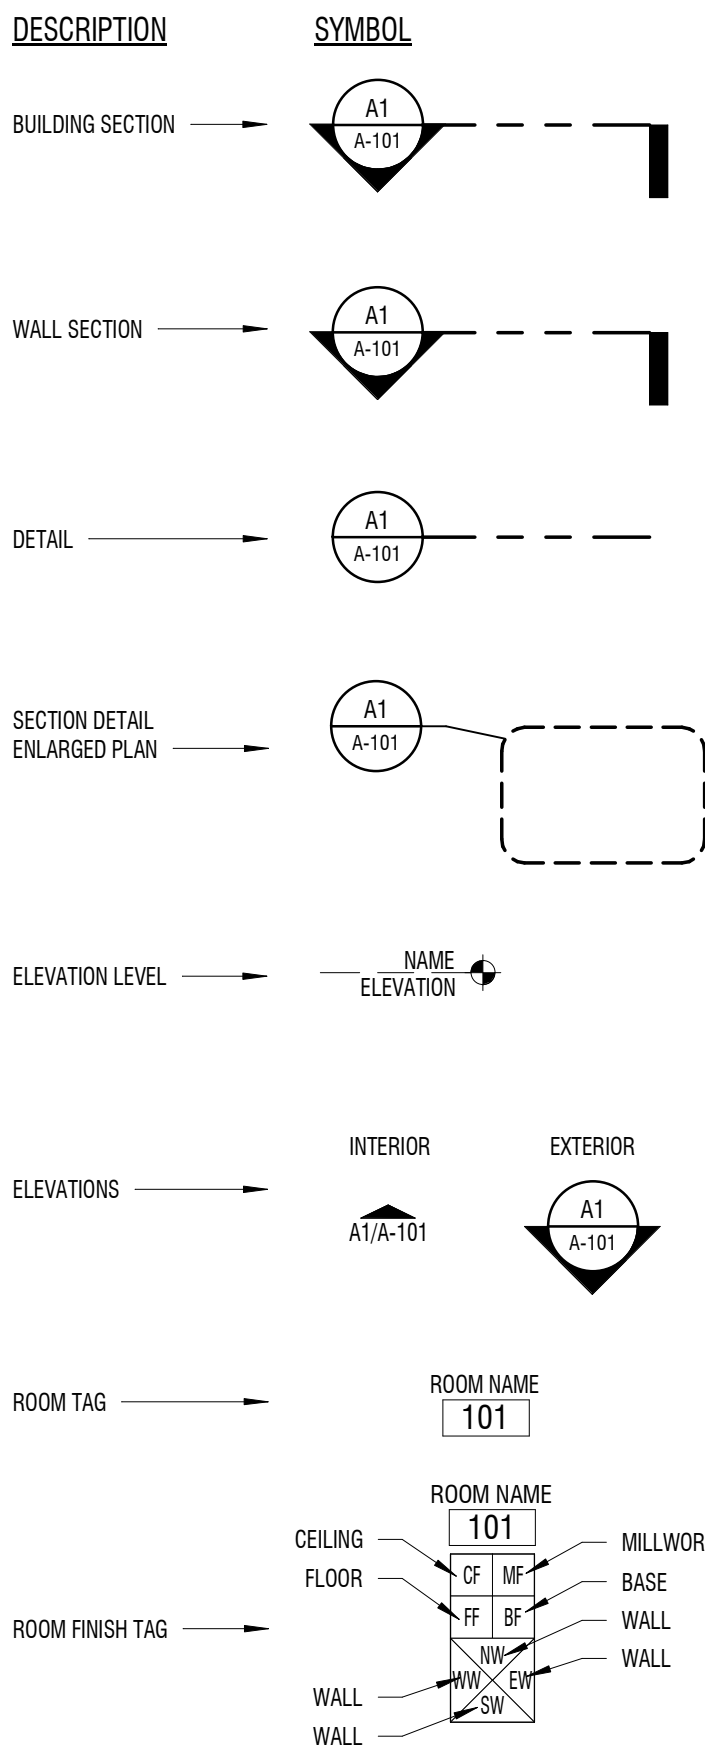 DESCRIPTION SYMBOL
BUILDING SECTION
A1
A-101
WALL SECTION
A1
A-101
DETAIL
A1
A-101
SECTION DETAIL
ENLARGED PLAN
A1
A-101
ELEVATION LEVEL
NAME
ELEVATION
ELEVATIONS
INTERIOR
A1/A-101
EXTERIOR
A1
A-101
ROOM TAG
ROOM NAME
101
ROOM FINISH TAG
ROOM NAME
101
CEILING
CF MF
MILLWOR
FLOOR
FF BF
BASE
NW
WALL
WW EW
WALL
SW
WALL
WALL